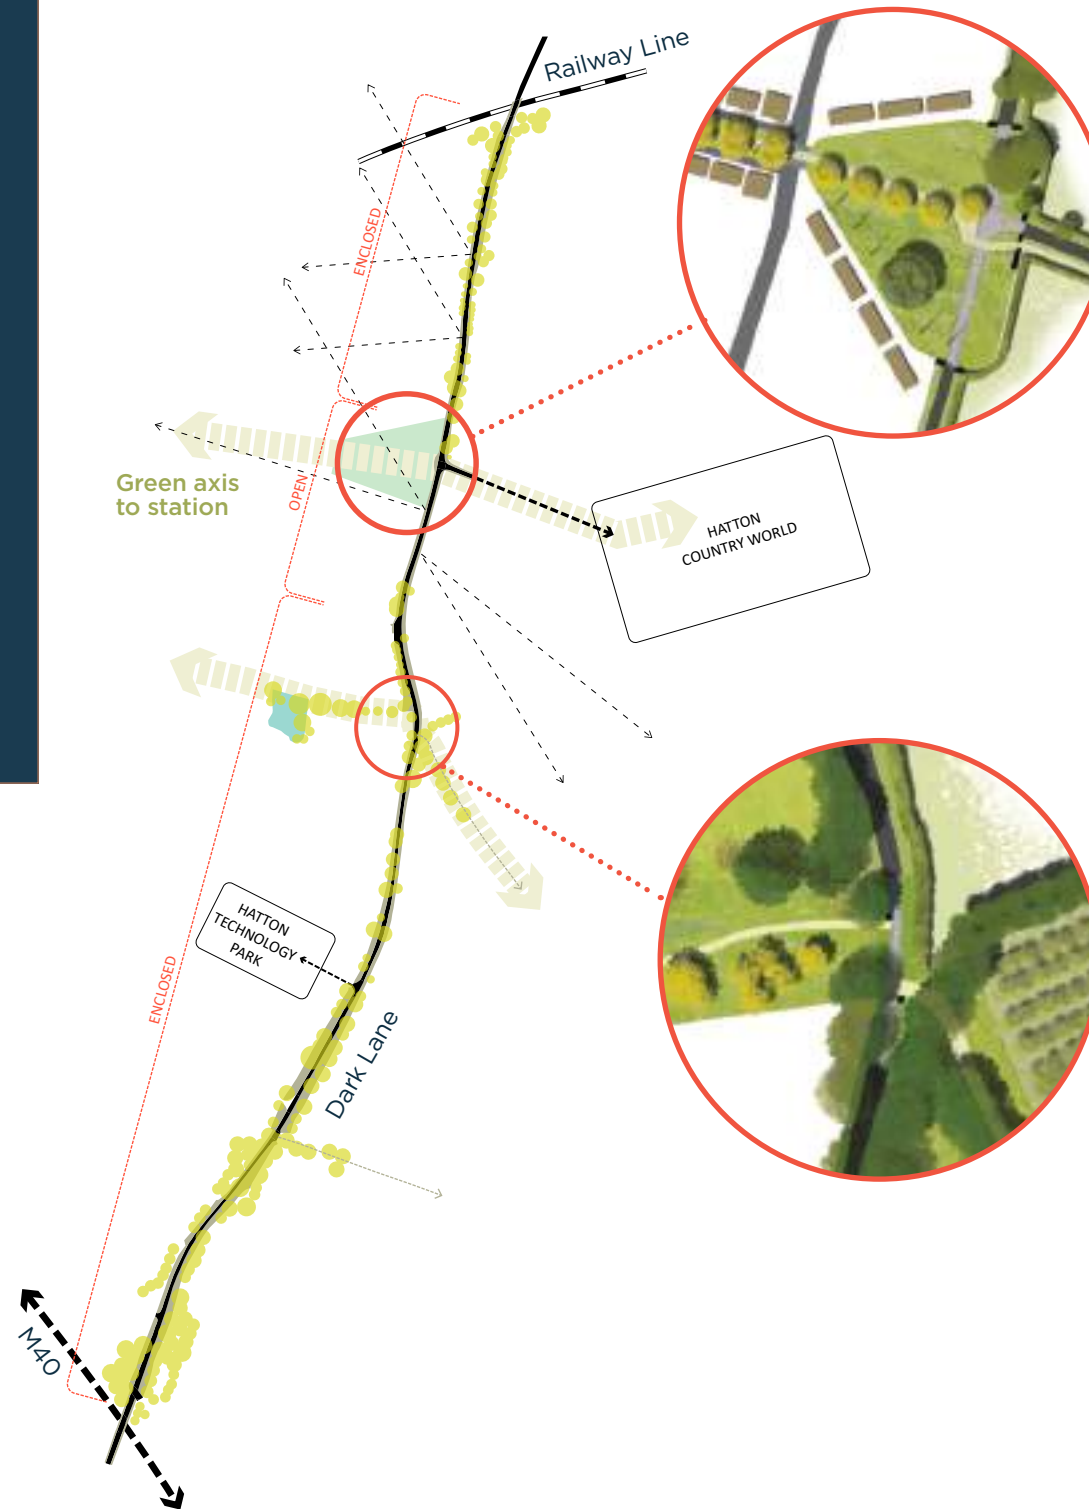 Railway Line
ENCLOSED
Green axis
to station
OPEN
HATTON
COUNTRY WORLD
HATTON
TECHNOLOGY
PARK
ENCLOSED
Dark Lane
M40